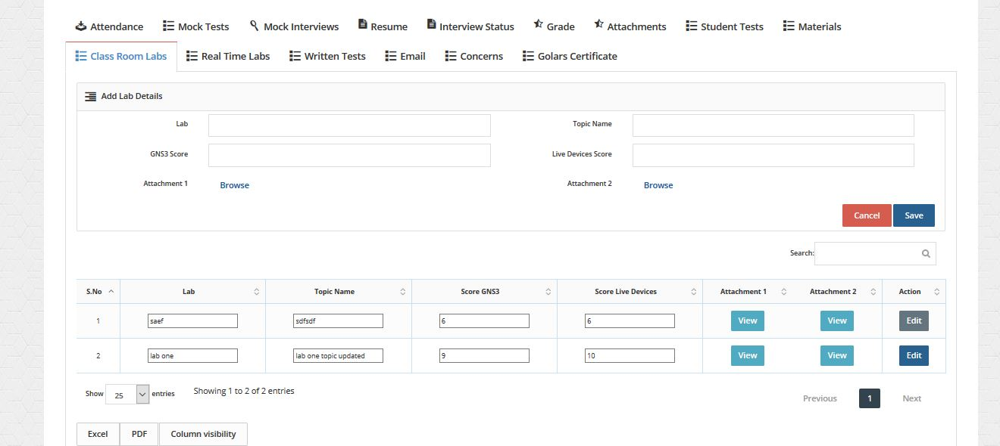 Attendance Mock Tests Mock Interviews Resume Interview Status Grade Attachments Student Tests Materials
Class Room Labs Real Time Labs Written Tests Email Concerns Golars Certificate
Add Lab Details
Lab Topic Name
GNS3 Score Live Devices Score
Attachment 1 Browse Attachment 2 Browse
Cancel Save
Search:
S.No Lab Topic Name Score GNS3 Score Live Devices Attachment 1 Attachment 2 Action
1 saef sdfsdf 6 6 View View Edit
2 lab one lab one topic updated 9 10 View View Edit
Show 25 entries Showing 1 to 2 of 2 entries Previous 1 Next
Excel PDF Column visibility